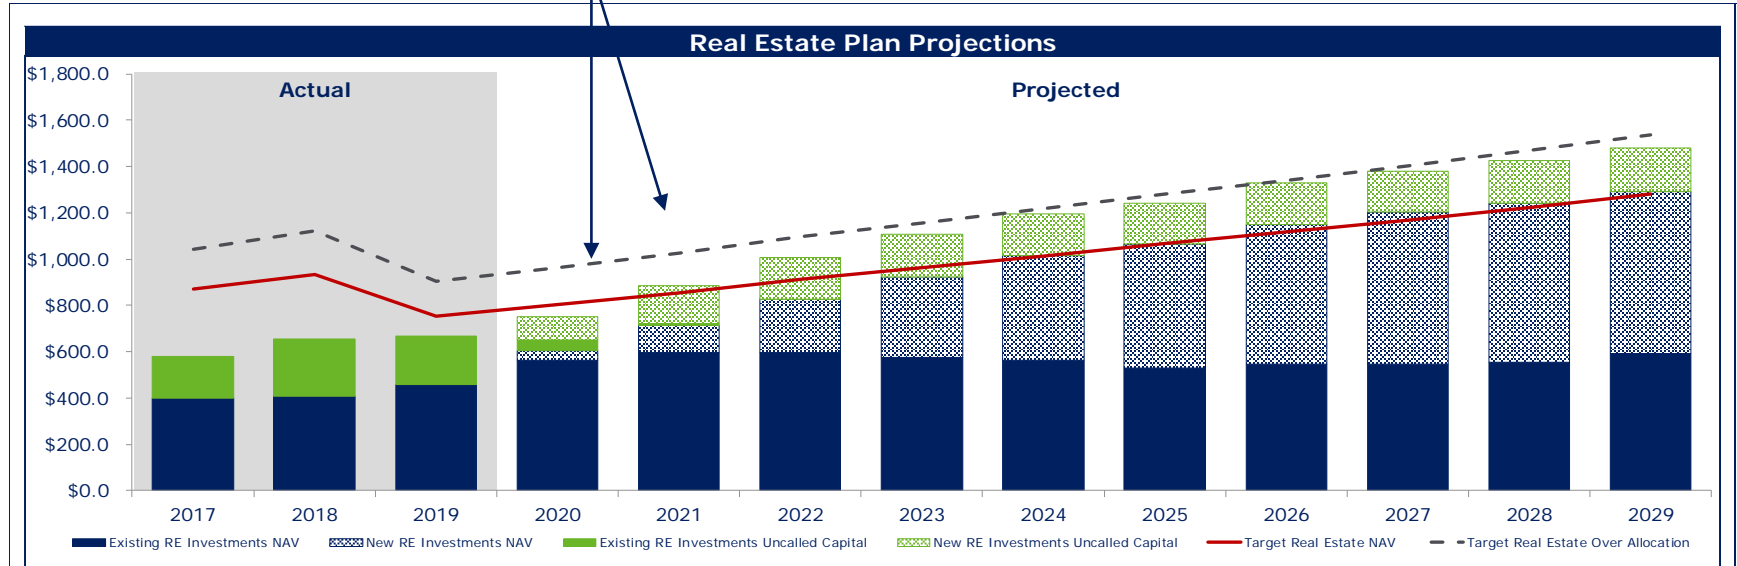 Real Estate Plan Projections
Actual
Projected
$1,800.0
$1,600.0
$1,400.0
$1,200.0
$1,000.0
$800.0
$600.0
$400.0
$200.0
$0.0
2017 2018 2019 2020 2021 2022 2023 2024 2025 2026 2027 2028 2029
Existing RE Investments NAV New RE Investments NAV Existing RE Investments Uncalled Capital New RE Investments Uncalled Capital Target Real Estate NAV Target Real Estate Over Allocation